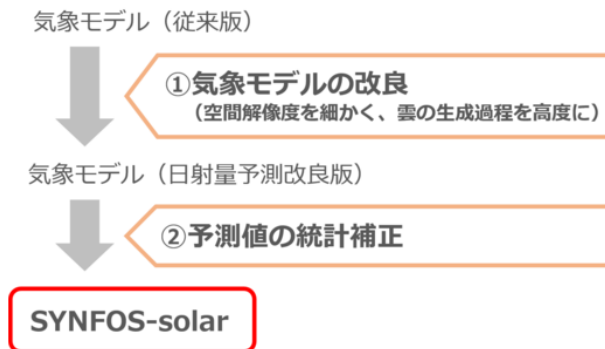 気象モデル（従来版）
①気象モデルの改良
（空間解像度を細かく、雲の生成過程を高度に）
気象モデル（日射量予測改良版）
②予測値の統計補正
SYNFOS-solar